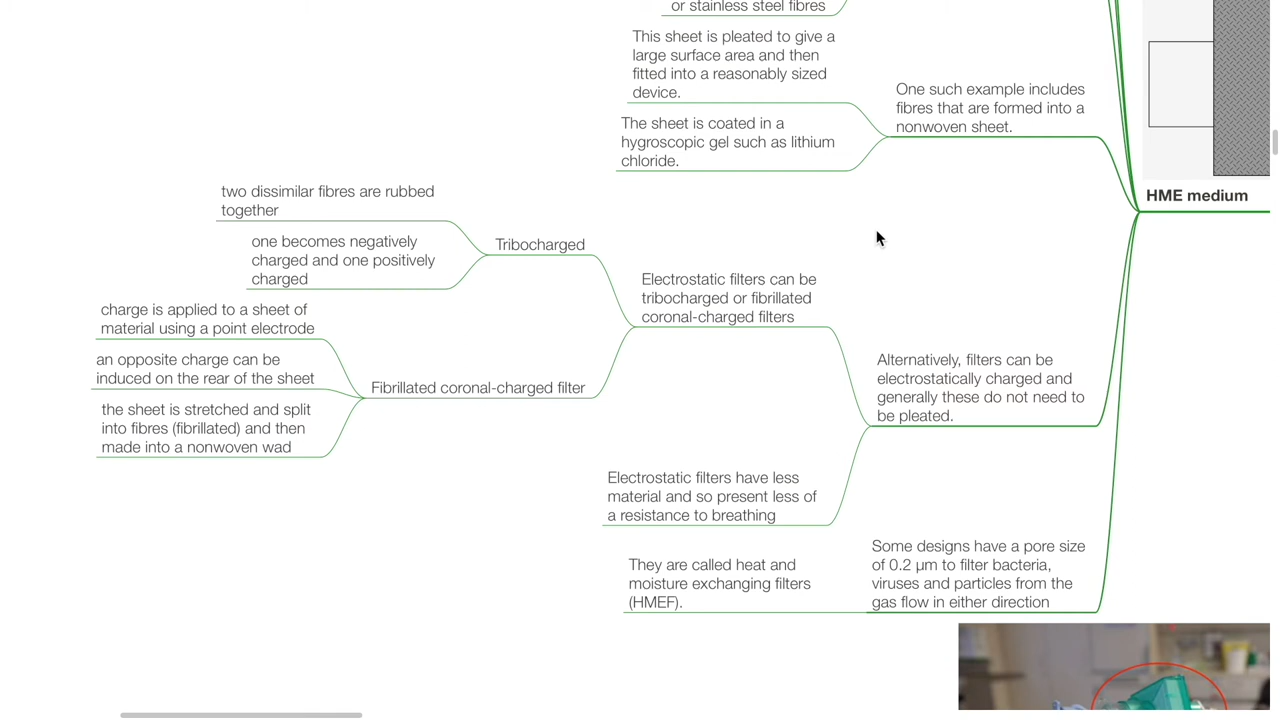 or stainless steel fibres
This sheet is pleated to give a
large surface area and then
fitted into a reasonably sized
device.
One such example includes
fibres that are formed into a
nonwoven sheet.
The sheet is coated in a
hygroscopic gel such as lithium
chloride.
HME medium
two dissimilar fibres are rubbed
together
Tribocharged
one becomes negatively
charged and one positively
charged
Electrostatic filters can be
tribocharged or fibrillated
coronal-charged filters
charge is applied to a sheet of
material using a point electrode
an opposite charge can be
induced on the rear of the sheet
Fibrillated coronal-charged filter
the sheet is stretched and split
into fibres (fibrillated) and then
made into a nonwoven wad
Alternatively, filters can be
electrostatically charged and
generally these do not need to
be pleated.
Electrostatic filters have less
material and so present less of
a resistance to breathing
Some designs have a pore size
of 0.2 µm to filter bacteria,
viruses and particles from the
gas flow in either direction
They are called heat and
moisture exchanging filters
(HMEF).